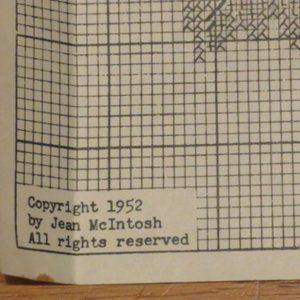 Copyright 1952
by Jean McIntosh
All rights reserved